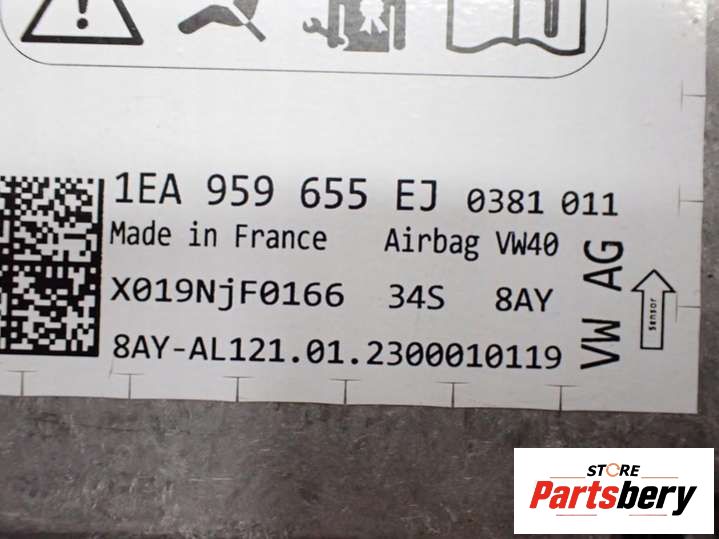 1EA 959 655 EJ 0381 011
Made in France Airbag VW40
X019NjF0166 34S 8AY
8AY-AL121.01.2300010119
VW AG
Sensor
STORE
Partsbery